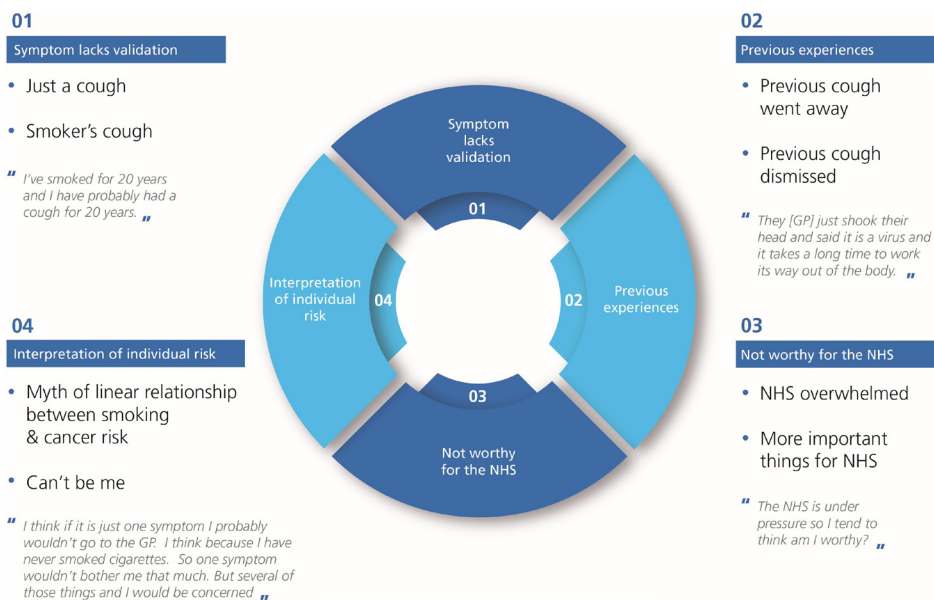 01
Symptom lacks validation
• Just a cough
• Smoker's cough
" I've smoked for 20 years
and I have probably had a
cough for 20 years. "
02
Previous experiences
• Previous cough
went away
• Previous cough
dismissed
" They [GP] just shook their
head and said it is a virus and
it takes a long time to work
its way out of the body. "
Symptom
lacks
validation
01
Previous
experiences
02
Not worthy
for the NHS
03
Interpretation
of individual
risk
04
03
Not worthy for the NHS
• NHS overwhelmed
• More important
things for NHS
" The NHS is under
pressure so I tend to
think am I worthy? "
04
Interpretation of individual risk
• Myth of linear relationship
between smoking
& cancer risk
• Can't be me
" I think if it is just one symptom I probably
wouldn't go to the GP. I think because I have
never smoked cigarettes. So one symptom
wouldn't bother me that much. But several of
those things and I would be concerned "